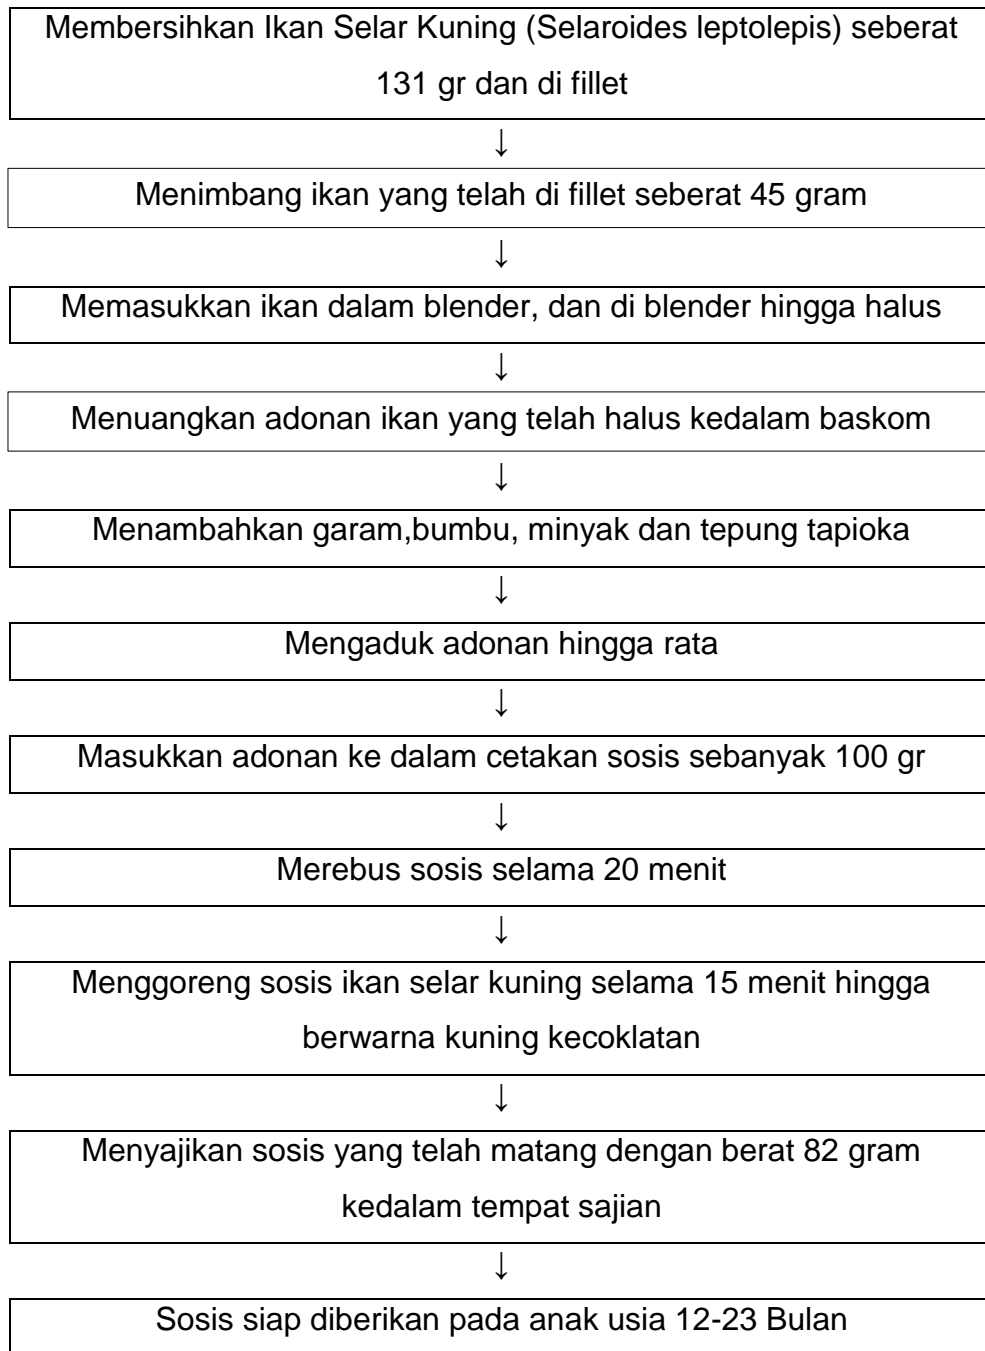 Membersihkan Ikan Selar Kuning (Selaroides leptolepis) seberat
131 gr dan di fillet
↓
Menimbang ikan yang telah di fillet seberat 45 gram
↓
Memasukkan ikan dalam blender, dan di blender hingga halus
↓
Menuangkan adonan ikan yang telah halus kedalam baskom
↓
Menambahkan garam,bumbu, minyak dan tepung tapioka
↓
Mengaduk adonan hingga rata
↓
Masukkan adonan ke dalam cetakan sosis sebanyak 100 gr
↓
Merebus sosis selama 20 menit
↓
Menggoreng sosis ikan selar kuning selama 15 menit hingga
berwarna kuning kecoklatan
↓
Menyajikan sosis yang telah matang dengan berat 82 gram
kedalam tempat sajian
↓
Sosis siap diberikan pada anak usia 12-23 Bulan